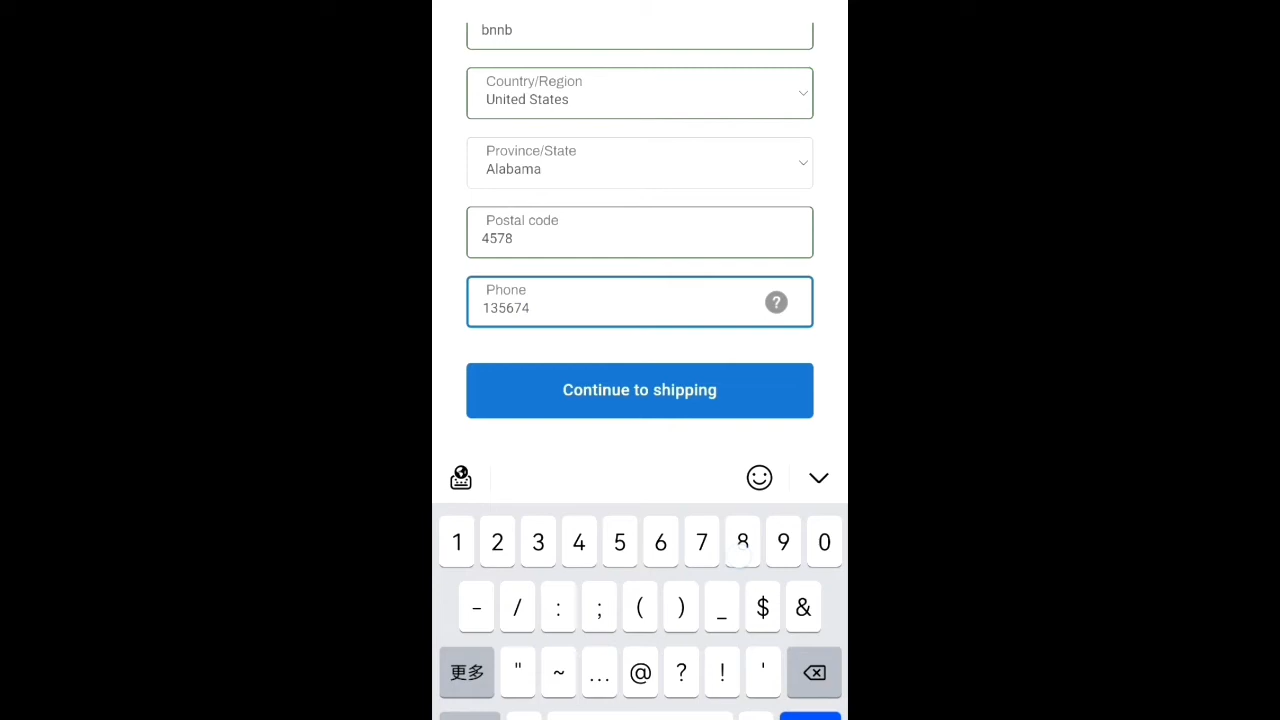 bnnb
Country/Region
United States
Province/State
Alabama
Postal code
4578
Phone
135674
?
Continue to shipping
1 2 3 4 5 6 7 8 9 0
- / : ; ( ) _ $ &
更多 " ~ ... @ ? ! '